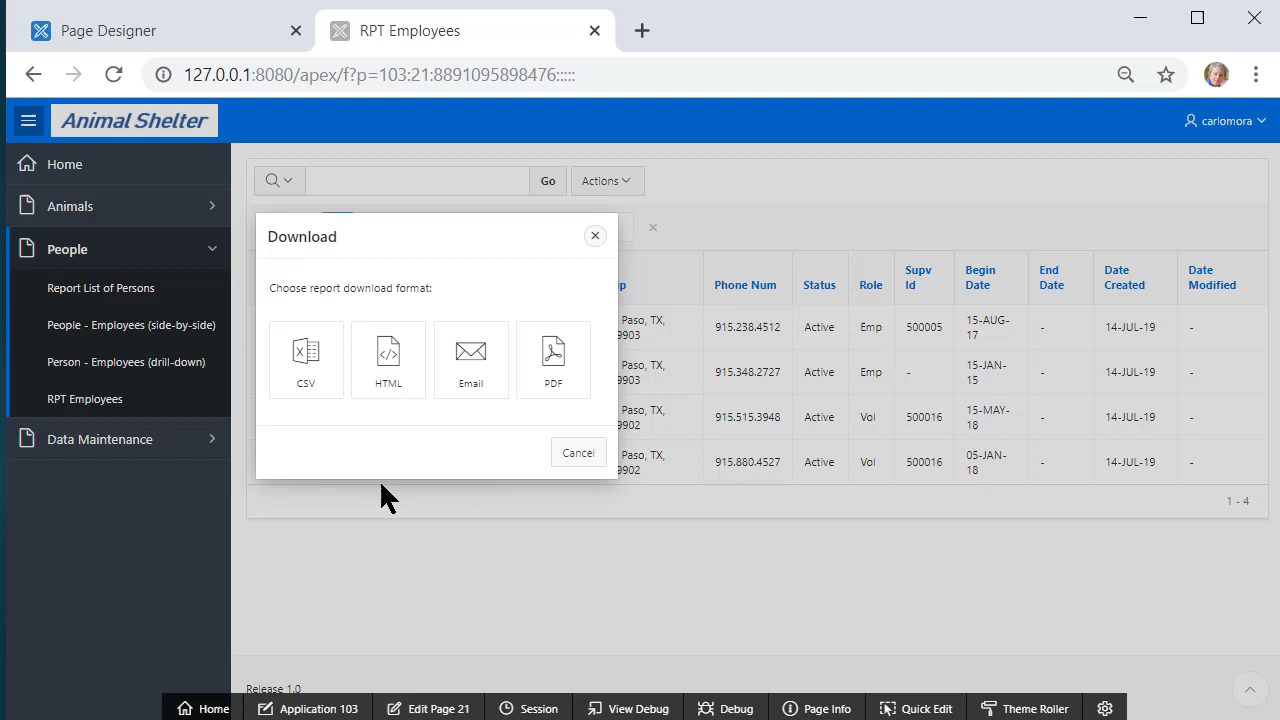 Page Designer
RPT Employees
127.0.0.1:8080/apex/f?p=103:21:8891095898476:::::
Animal Shelter
carlomora
Home
Animals
People
Report List of Persons
People - Employees (side-by-side)
Person - Employees (drill-down)
RPT Employees
Data Maintenance
Go
Actions
Download
Choose report download format:
CSV HTML Email PDF
Cancel
Phone Num Status Role Supv Id Begin Date End Date Date Created Date Modified
Paso, TX, 915.238.4512 Active Emp 500005 15-AUG-17 - 14-JUL-19 -
Paso, TX, 915.348.2727 Active Emp - 15-JAN-15 - 14-JUL-19 -
Paso, TX, 915.515.3948 Active Vol 500016 15-MAY-18 - 14-JUL-19 -
Paso, TX, 915.880.4527 Active Vol 500016 05-JAN-18 - 14-JUL-19 -
1 - 4
Release 1.0
Home Application 103 Edit Page 21 Session View Debug Debug Page Info Quick Edit Theme Roller